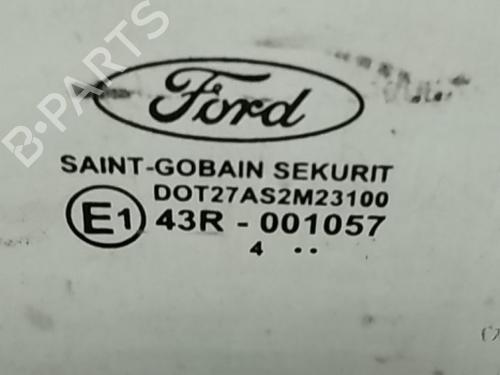 B-PARTS
Ford
SAINT-GOBAIN SEKURIT
DOT27AS2M23100
E1 43R - 001057
4 ..